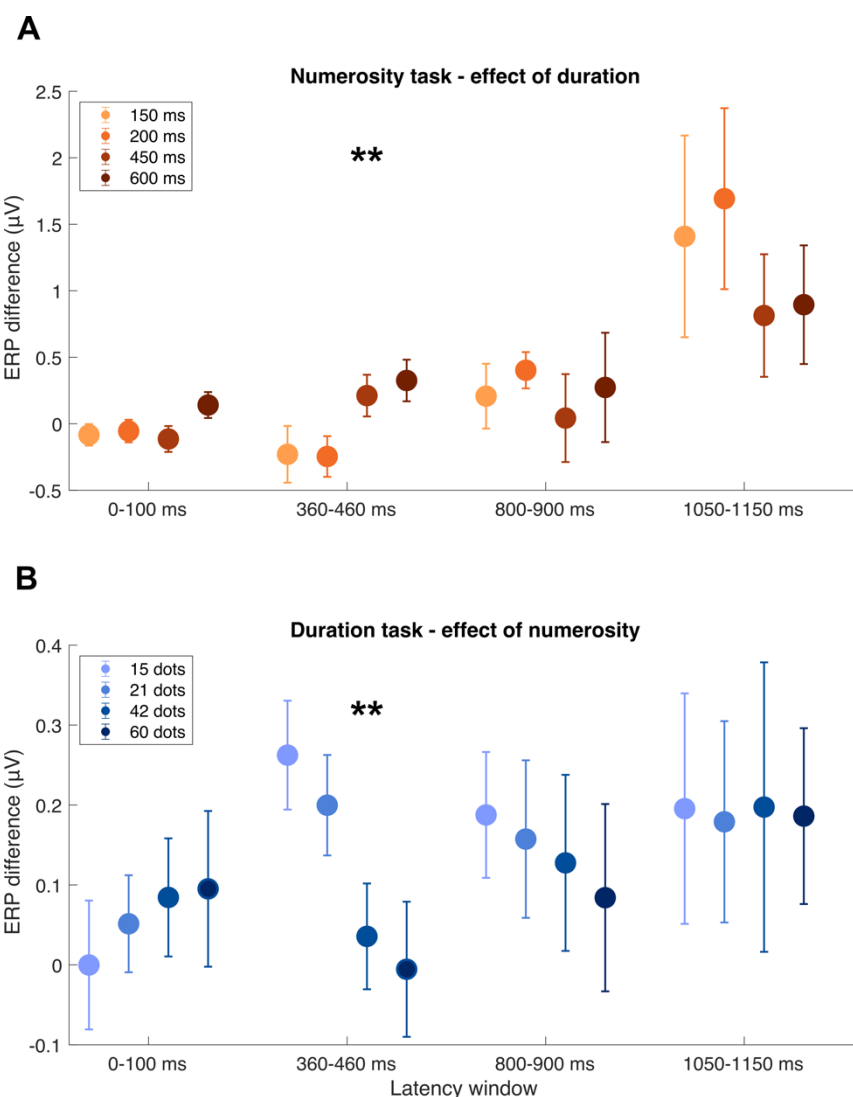 A
Numerosity task - effect of duration
2.5
150 ms
200 ms
450 ms
600 ms
**
2
1.5
1
0.5
0
-0.5
ERP difference (µV)
0-100 ms
360-460 ms
800-900 ms
1050-1150 ms
B
Duration task - effect of numerosity
0.4
15 dots
21 dots
42 dots
60 dots
**
0.3
0.2
0.1
0
-0.1
ERP difference (µV)
0-100 ms
360-460 ms
800-900 ms
1050-1150 ms
Latency window